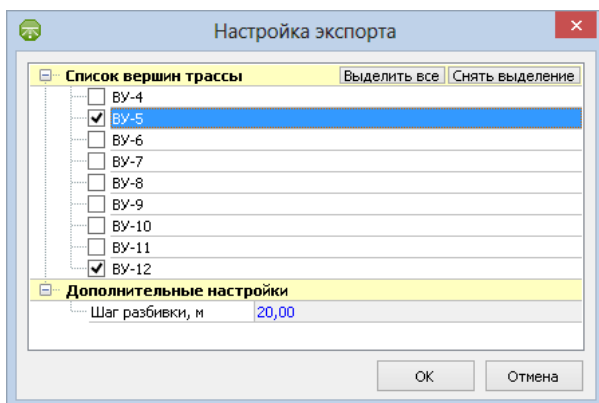 Настройка экспорта
Список вершин трассы Выделить все Снять выделение
ВУ-4
ВУ-5
ВУ-6
ВУ-7
ВУ-8
ВУ-9
ВУ-10
ВУ-11
ВУ-12
Дополнительные настройки
Шаг разбивки, м 20,00
ОК Отмена